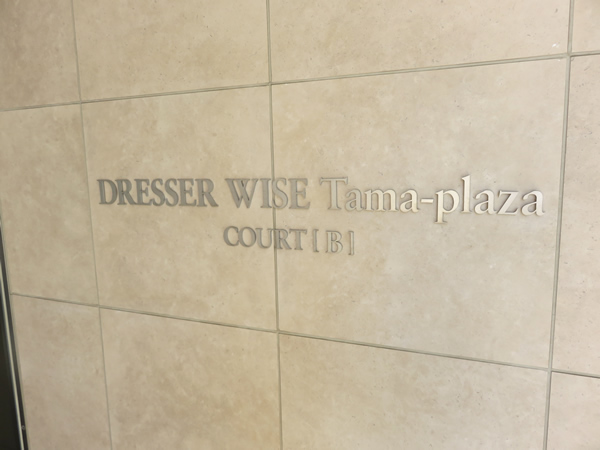 DRESSER WISE Tama-plaza
COURT [B]